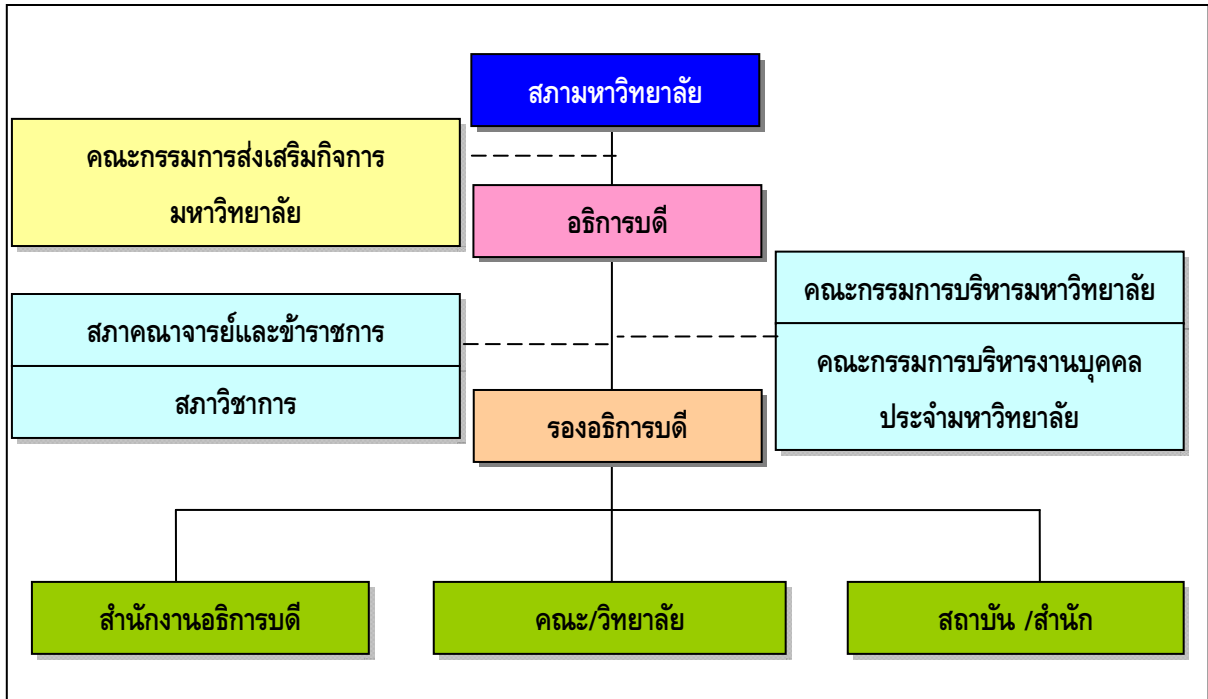 สภามหาวิทยาลัย
คณะกรรมการส่งเสริมกิจการ
มหาวิทยาลัย
อธิการบดี
สภาคณาจารย์และข้าราชการ
สภาวิชาการ
คณะกรรมการบริหารมหาวิทยาลัย
คณะกรรมการบริหารงานบุคคล
ประจำมหาวิทยาลัย
รองอธิการบดี
สำนักงานอธิการบดี
คณะ/วิทยาลัย
สถาบัน /สำนัก